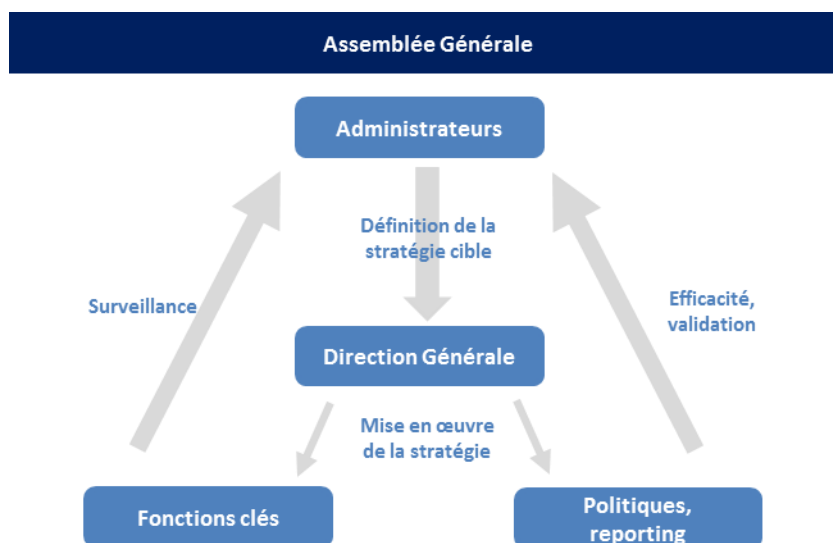 Assemblée Générale
Administrateurs
Définition de la
stratégie cible
Surveillance
Efficacité,
validation
Direction Générale
Mise en œuvre
de la stratégie
Fonctions clés
Politiques,
reporting